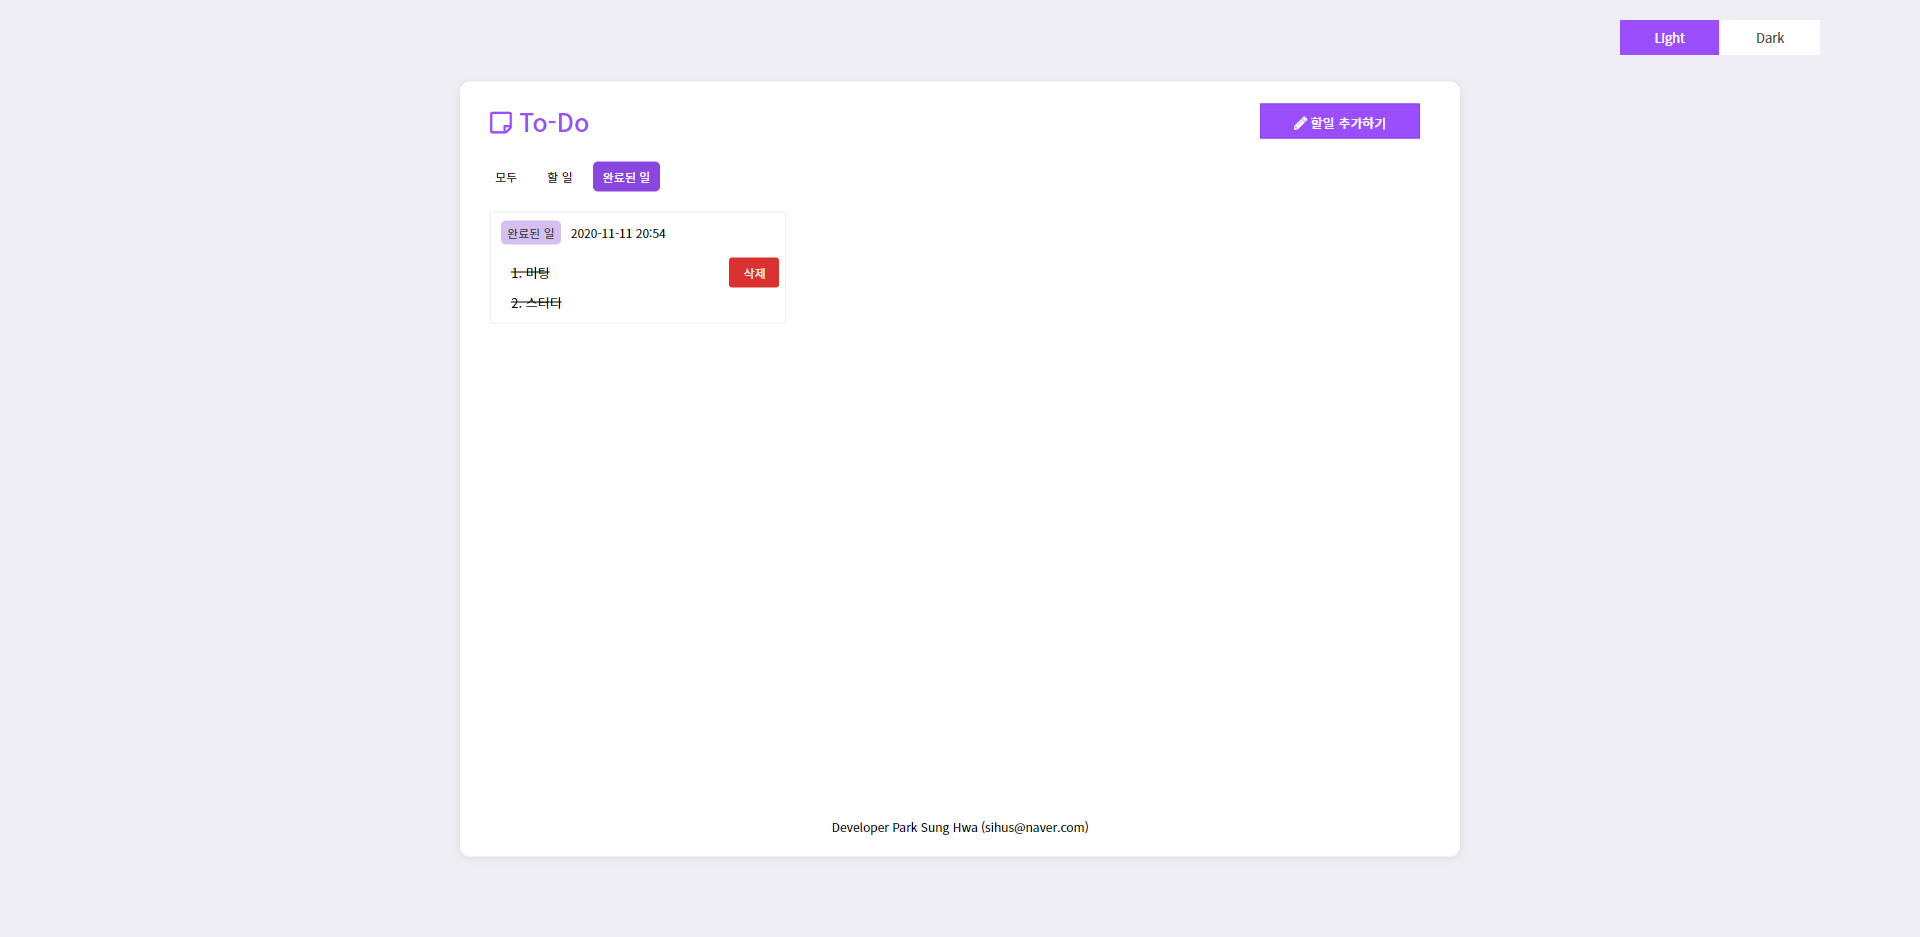 Light Dark
To-Do
할일 추가하기
모두 할 일 완료된 일
완료된 일 2020-11-11 20:54
1. 마탕
삭제
2. 스타타
Developer Park Sung Hwa (sihus@naver.com)